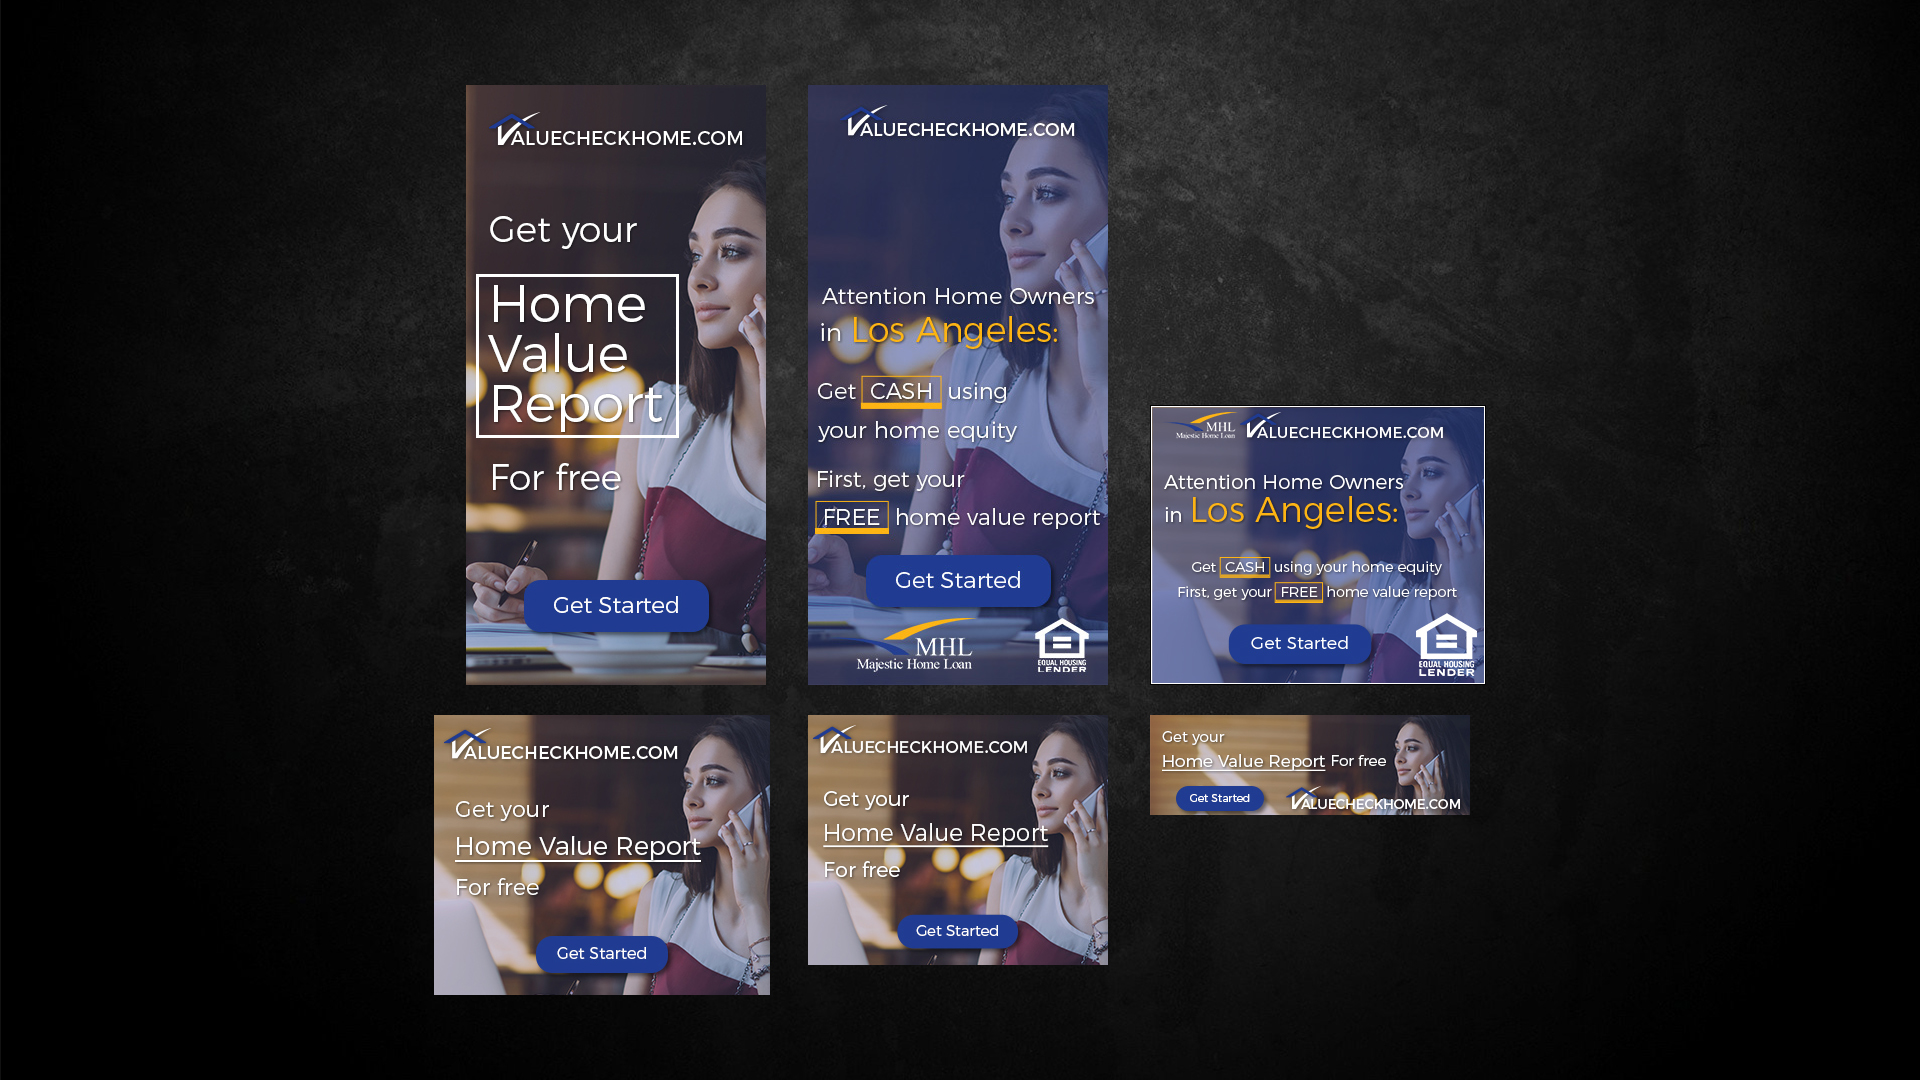 VALUECHECKHOME.COM
Get your
Home
Value
Report
For free
Get Started
VALUECHECKHOME.COM
Attention Home Owners
in Los Angeles:
Get CASH using
your home equity
First, get your
FREE home value report
Get Started
MHL
Majestic Home Loan
EQUAL HOUSING
LENDER
MHL
Majestic Home Loan
VALUECHECKHOME.COM
Attention Home Owners
in Los Angeles:
Get CASH using your home equity
First, get your FREE home value report
Get Started
EQUAL HOUSING
LENDER
VALUECHECKHOME.COM
Get your
Home Value Report
For free
Get Started
VALUECHECKHOME.COM
Get your
Home Value Report
For free
Get Started
Get your
Home Value Report For free
Get Started
VALUECHECKHOME.COM